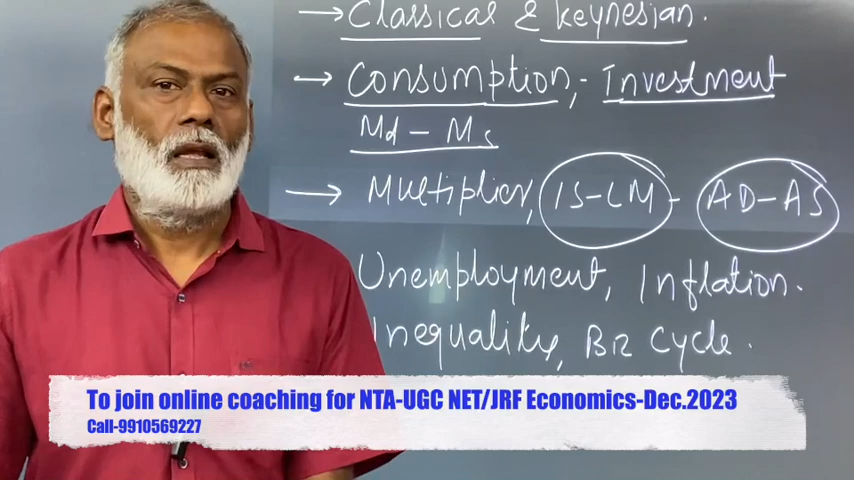 → Classical & Keynesian.
→ Consumption, - Investment
Md - Ms
→ Multiplier, IS-LM - AD-AS
Unemployment, Inflation.
Inequality, Bz Cycle.
To join online coaching for NTA-UGC NET/JRF Economics-Dec.2023
Call-9910569227